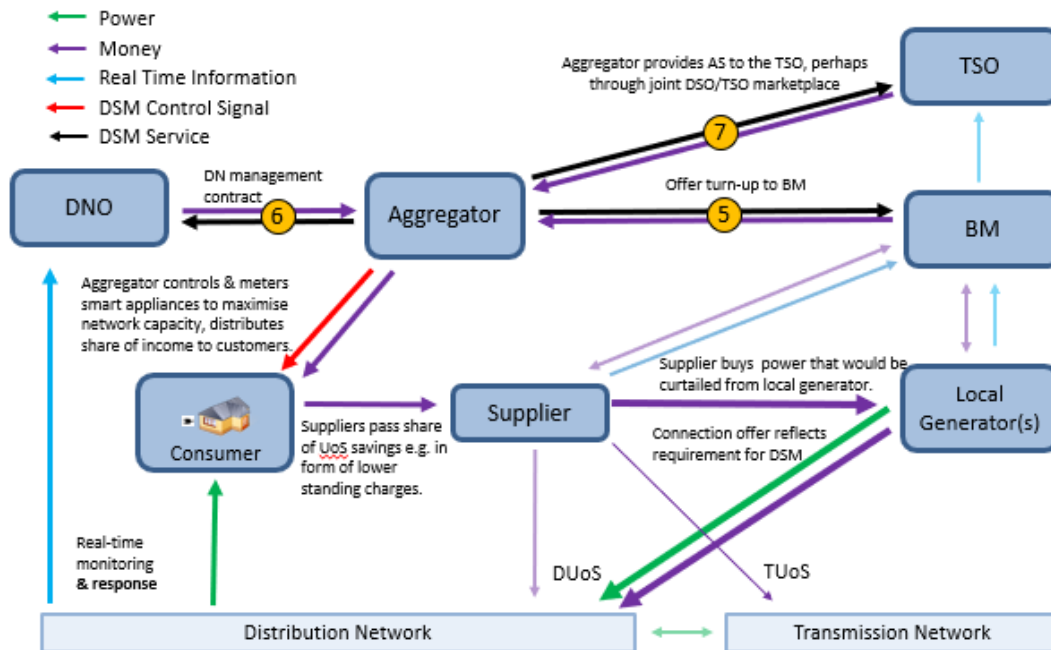 Power
Money
Real Time Information
DSM Control Signal
DSM Service
Aggregator provides AS to the TSO, perhaps
through joint DSO/TSO marketplace
TSO
7
DN management
contract
Offer turn-up to BM
DNO
6
Aggregator
5
BM
Aggregator controls & meters
smart appliances to maximise
network capacity, distributes
share of income to customers.
Supplier buys power that would be
curtailed from local generator.
Consumer
Suppliers pass share
of UoS savings e.g. in
form of lower
standing charges.
Supplier
Connection offer reflects
requirement for DSM
Local
Generator(s)
Real-time
monitoring
& response
DUoS
TUoS
Distribution Network
Transmission Network